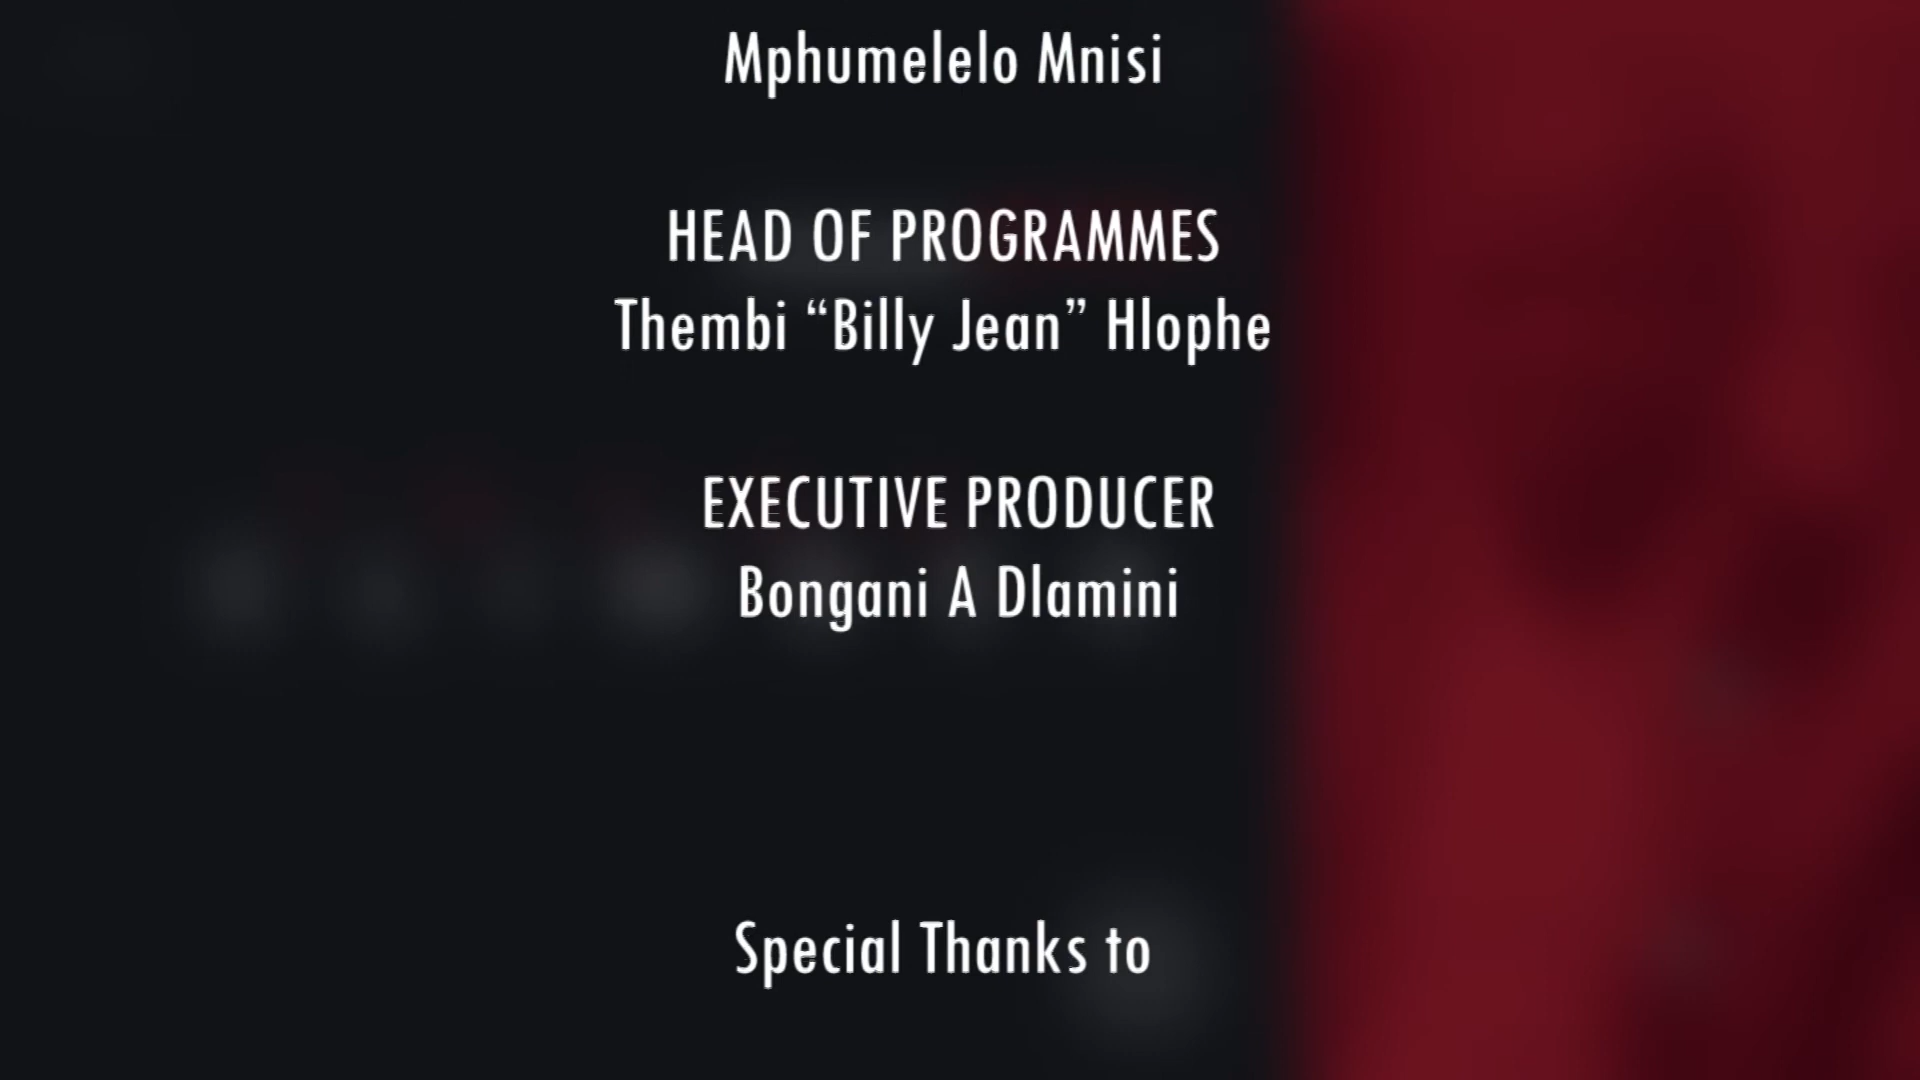 Mphumelelo Mnisi
HEAD OF PROGRAMMES
Thembi “Billy Jean” Hlophe
EXECUTIVE PRODUCER
Bongani A Dlamini
Special Thanks to